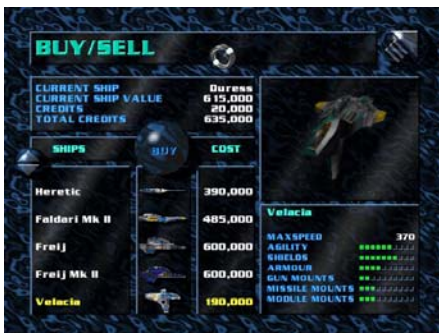 BUY/SELL
CURRENT SHIP Duress
CURRENT SHIP VALUE 615,000
CREDITS 20,000
TOTAL CREDITS 635,000
SHIPS BUY COST
Heretic 390,000
Faldari Mk II 485,000
Freij 600,000
Freij Mk II 600,000
Velacia 190,000
Velacia
MAXSPEED 370
AGILITY
SHIELDS
ARMOUR
GUN MOUNTS
MISSILE MOUNTS
MODULE MOUNTS